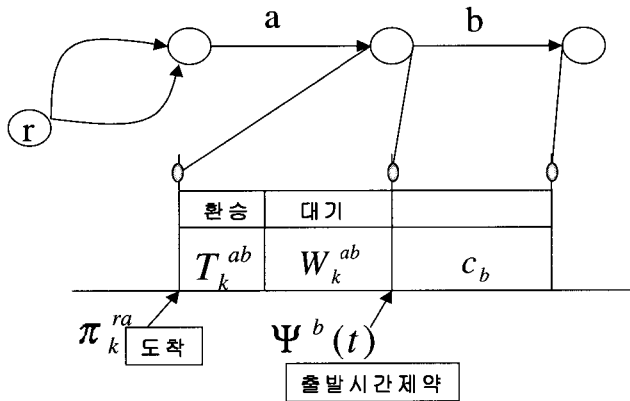 a b
r
환승 대기
T_k^{ab} W_k^{ab} c_b
π_k^{ra} 도착 Ψ^b(t)
출발시간제약